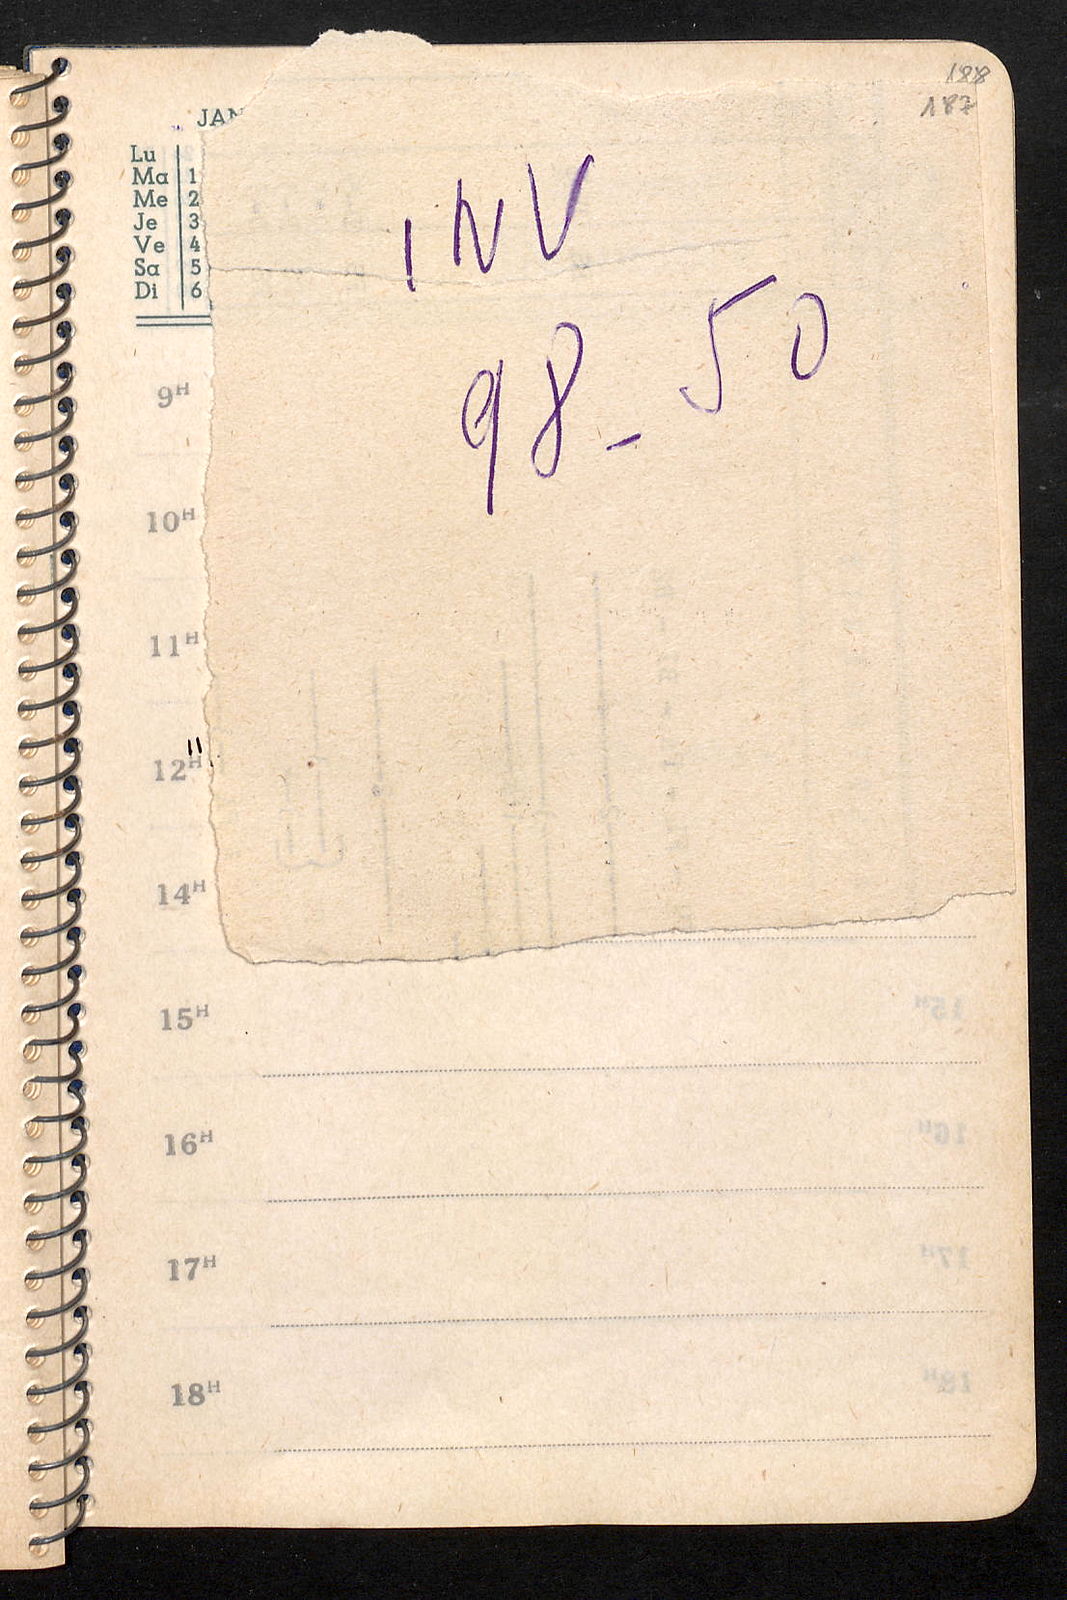 188
187
JAN
Lu
Ma 1
Me 2
Je 3
Ve 4
Sa 5
Di 6
INV
98_50
9H
10H
11H
12H
14H
15H
16H
17H
18H